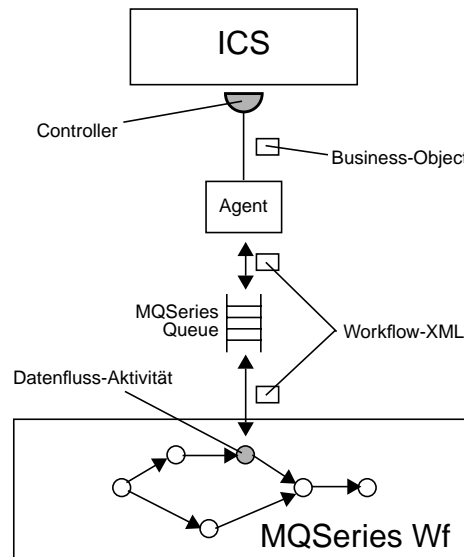 ICS
Controller
Business-Object
Agent
MQSeries
Queue
Workflow-XML
Datenfluss-Aktivität
MQSeries Wf